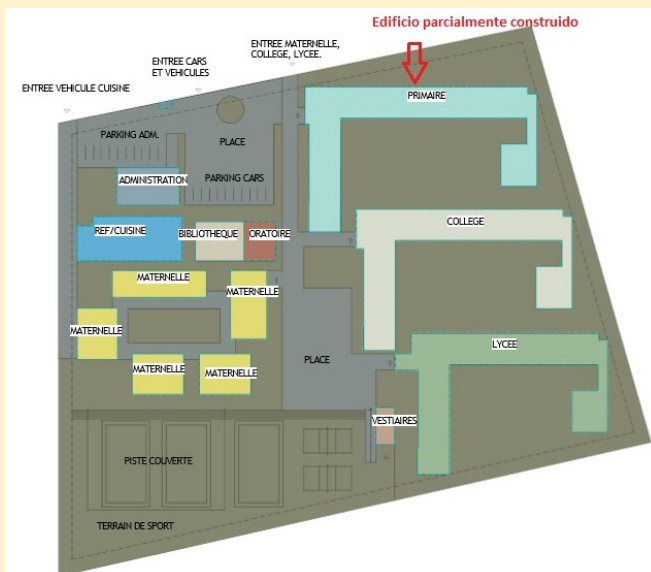 Edificio parcialmente construido
ENTREE MATERNELLE,
COLLEGE, LYCEE.
ENTREE CARS
ET VEHICULES
ENTREE VEHICULE CUISINE
PRIMAIRE
PARKING ADM.
PLACE
ADMINISTRATION
PARKING CARS
COLLEGE
REF/CUISINE
BIBLIOTHEQUE
ORATOIRE
MATERNELLE
MATERNELLE
MATERNELLE
LYCEE
PLACE
MATERNELLE
MATERNELLE
VESTIAIRES
PISTE COUVERTE
TERRAIN DE SPORT